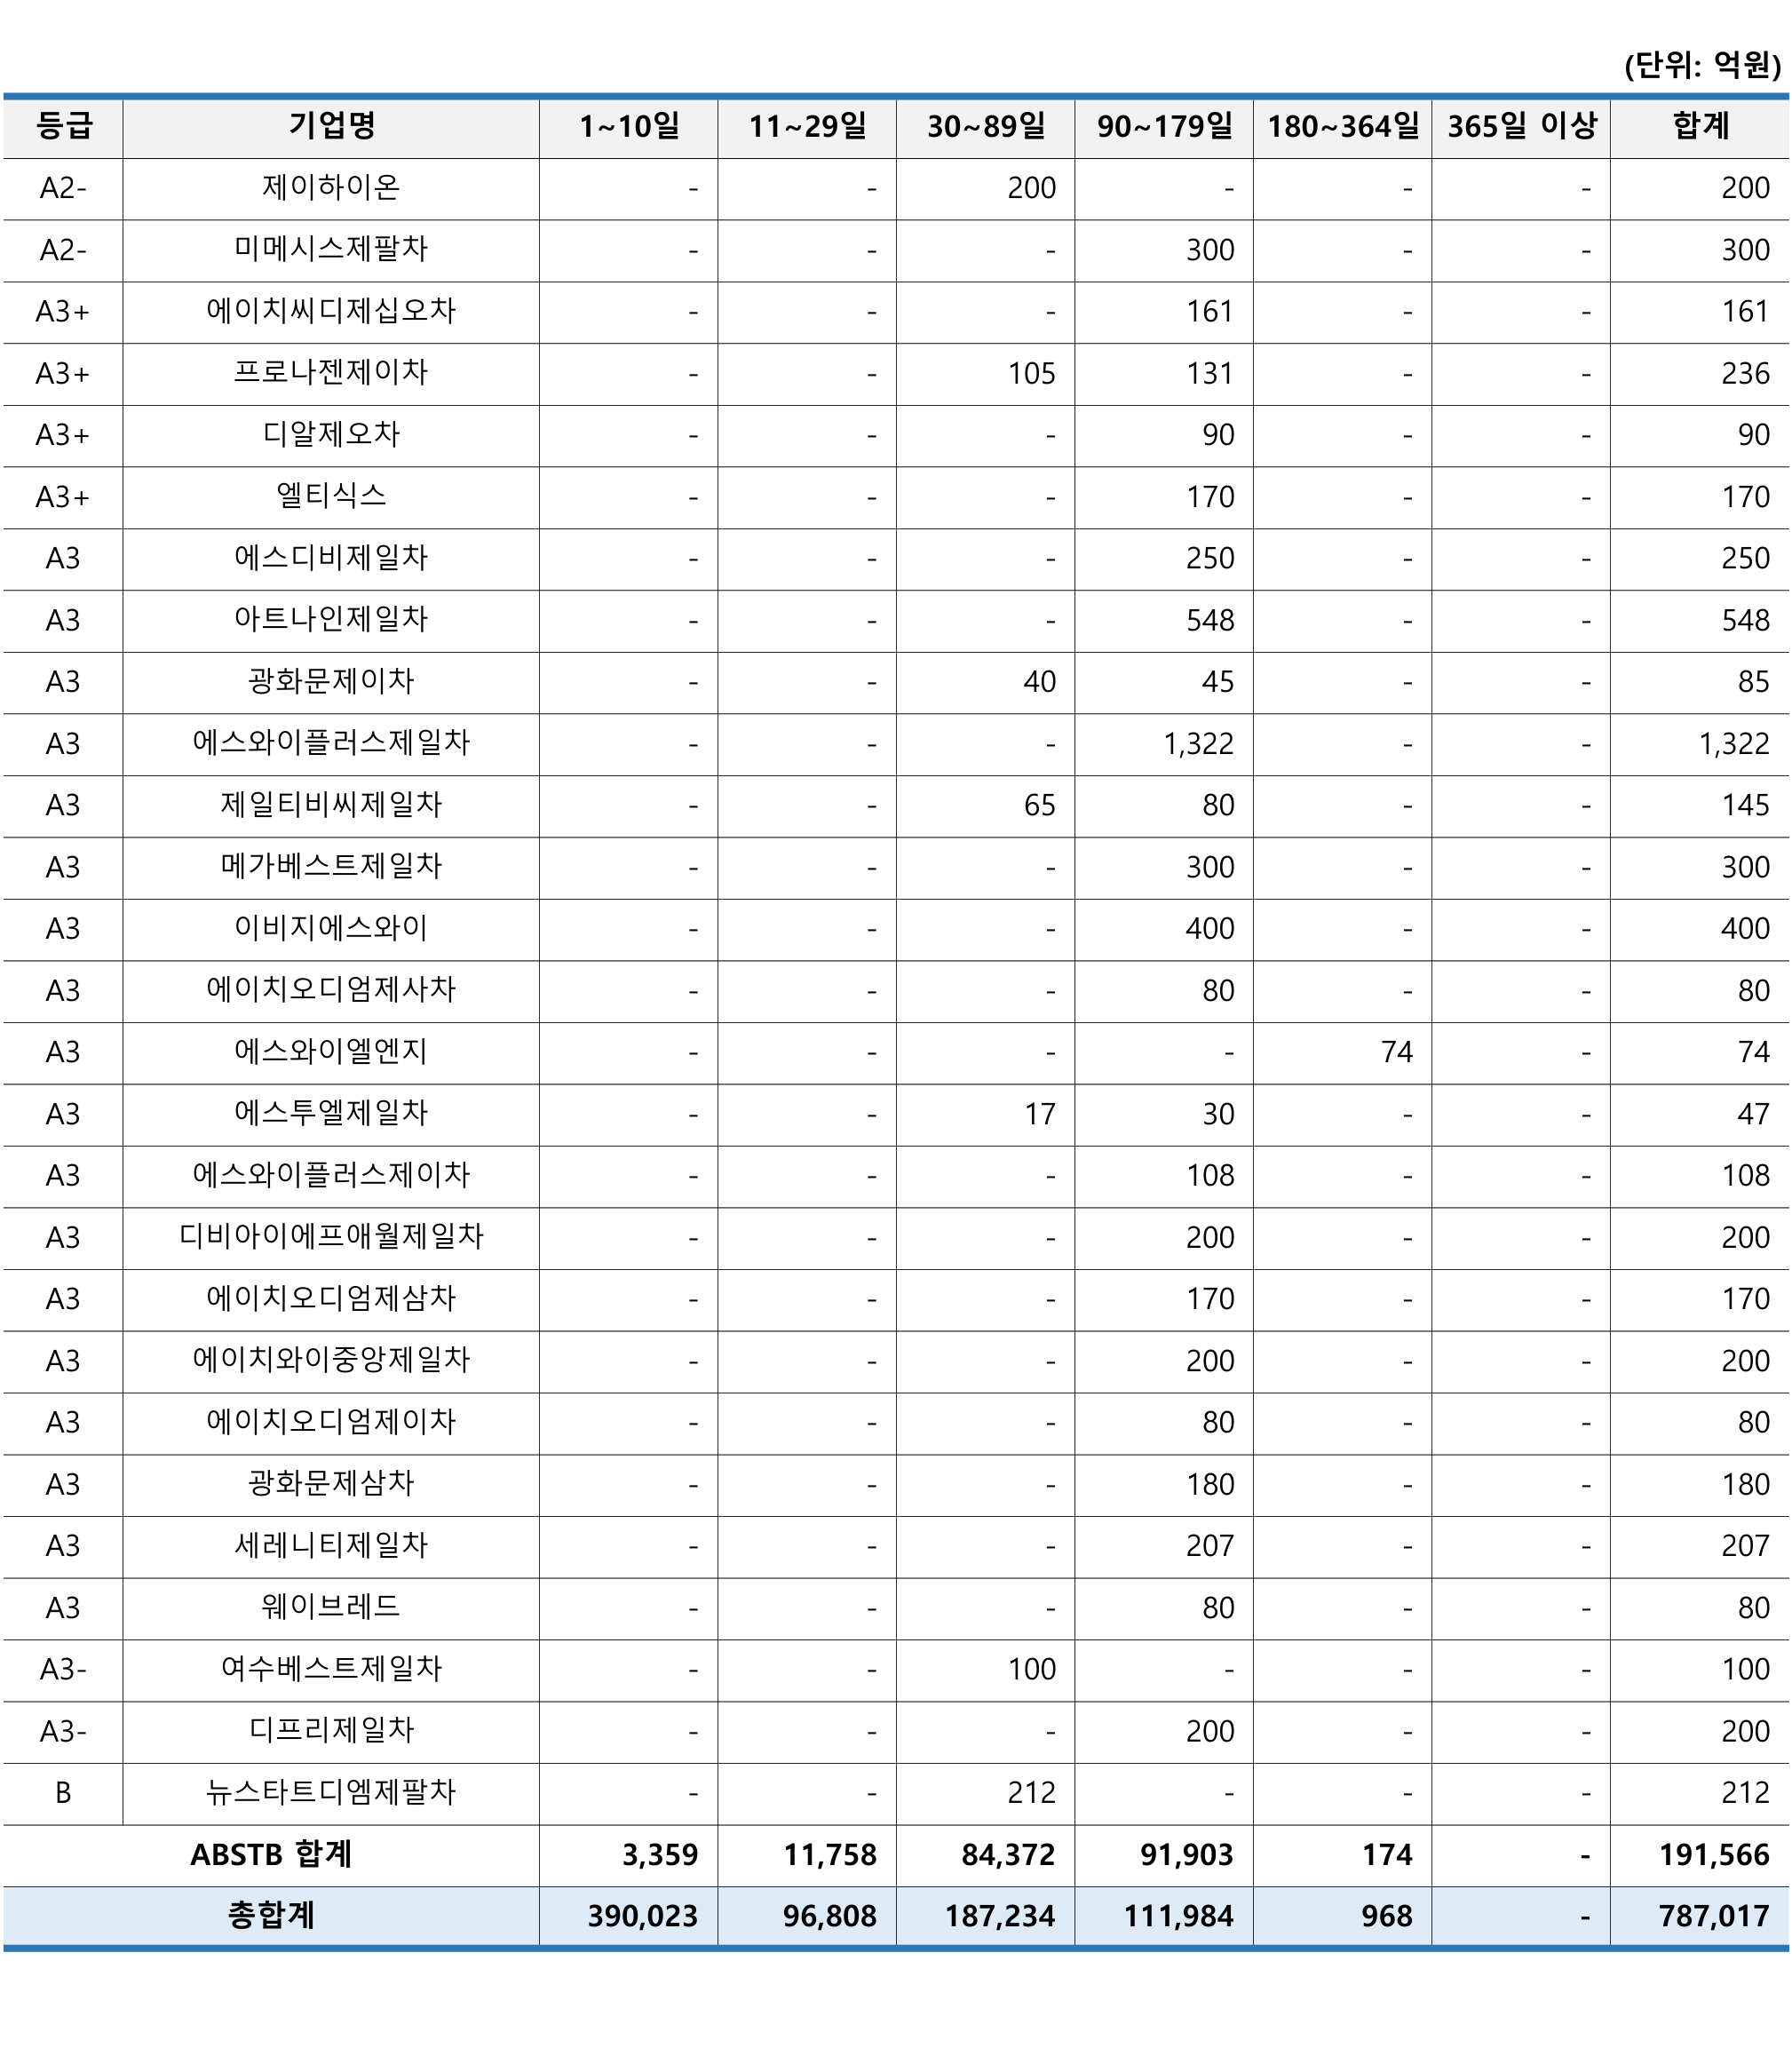 (단위: 억원)
등급 기업명 1~10일 11~29일 30~89일 90~179일 180~364일 365일 이상 합계
A2- 제이하이온 - - 200 - - - 200
A2- 미메시스제팔차 - - - 300 - - 300
A3+ 에이치씨디제십오차 - - - 161 - - 161
A3+ 프로나젠제이차 - - 105 131 - - 236
A3+ 디알제오차 - - - 90 - - 90
A3+ 엘티식스 - - - 170 - - 170
A3 에스디비제일차 - - - 250 - - 250
A3 아트나인제일차 - - - 548 - - 548
A3 광화문제이차 - - 40 45 - - 85
A3 에스와이플러스제일차 - - - 1,322 - - 1,322
A3 제일티비씨제일차 - - 65 80 - - 145
A3 메가베스트제일차 - - - 300 - - 300
A3 이비지에스와이 - - - 400 - - 400
A3 에이치오디엄제사차 - - - 80 - - 80
A3 에스와이엘엔지 - - - - 74 - 74
A3 에스투엘제일차 - - 17 30 - - 47
A3 에스와이플러스제이차 - - - 108 - - 108
A3 디비아이에프애월제일차 - - - 200 - - 200
A3 에이치오디엄제삼차 - - - 170 - - 170
A3 에이치와이중앙제일차 - - - 200 - - 200
A3 에이치오디엄제이차 - - - 80 - - 80
A3 광화문제삼차 - - - 180 - - 180
A3 세레니티제일차 - - - 207 - - 207
A3 웨이브레드 - - - 80 - - 80
A3- 여수베스트제일차 - - 100 - - - 100
A3- 디프리제일차 - - - 200 - - 200
B 뉴스타트디엠제팔차 - - 212 - - - 212
ABSTB 합계 3,359 11,758 84,372 91,903 174 - 191,566
총합계 390,023 96,808 187,234 111,984 968 - 787,017